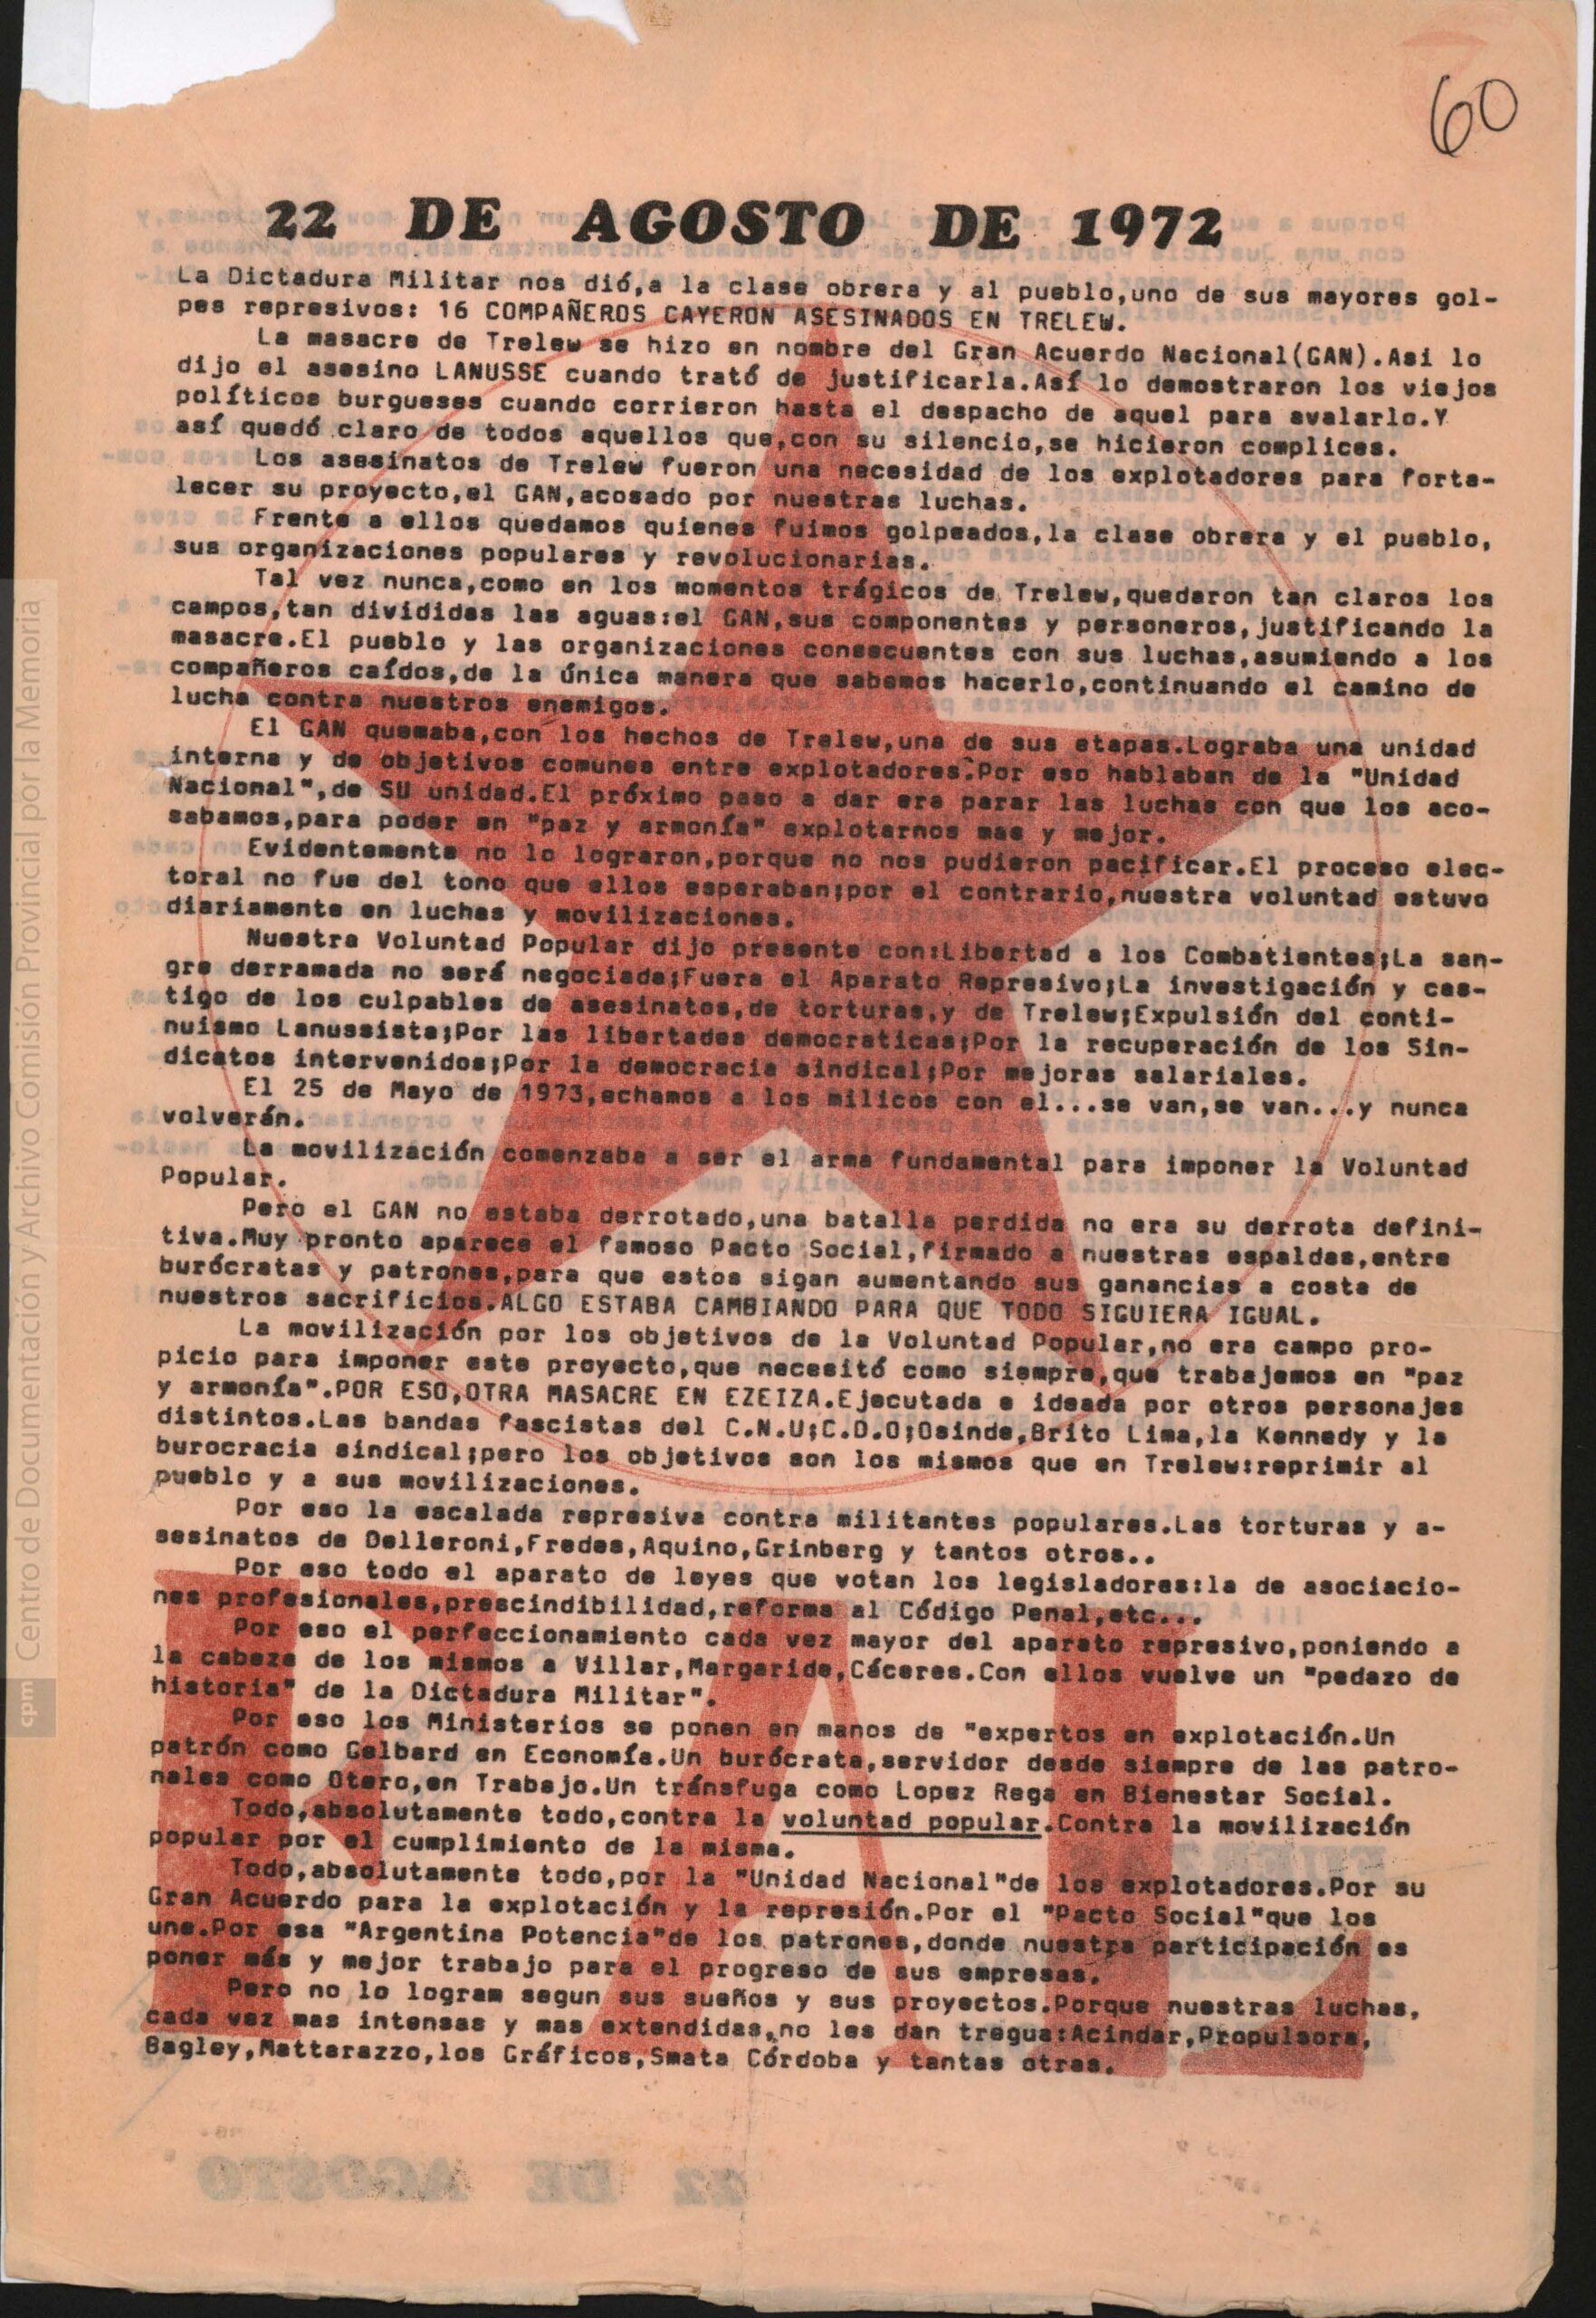 60
22 DE AGOSTO DE 1972
La Dictadura Militar nos dió,a la clase obrera y al pueblo,uno de sus mayores gol-
pes represivos: 16 COMPAÑEROS CAYERON ASESINADOS EN TRELEW.
La masacre de Trelew se hizo en nombre del Gran Acuerdo Nacional(GAN).Asi lo
dijo el asesino LANUSSE cuando trató de justificarla.Así lo demostraron los viejos
políticos burgueses cuando corrieron hasta el despacho de aquel para avalarlo.Y
así quedó claro de todos aquellos que,con su silencio,se hicieron complices.
Los asesinatos de Trelew fueron una necesidad de los explotadores para forta-
lecer su proyecto,el GAN,acosado por nuestras luchas.
Frente a ellos quedamos quienes fuimos golpeados,la clase obrera y el pueblo,
sus organizaciones populares y revolucionarias.
Tal vez nunca,como en los momentos trágicos de Trelew,quedaron tan claros los
campos,tan divididas las aguas:el GAN,sus componentes y personeros,justificando la
masacre.El pueblo y las organizaciones consecuentes con sus luchas,asumiendo a los
compañeros caídos,de la única manera que sabemos hacerlo,continuando el camino de
lucha contra nuestros enemigos.
El GAN quemaba,con los hechos de Trelew,una de sus etapas.Lograba una unidad
interna y de objetivos comunes entre explotadores.Por eso hablaban de la "Unidad
Nacional",de SU unidad.El próximo paso a dar era parar las luchas con que los aco-
sabamos,para poder en "paz y armonía" explotarnos mas y mejor.
Evidentemente no lo lograron,porque no nos pudieron pacificar.El proceso elec-
toral no fue del tono que ellos esperaban;por el contrario,nuestra voluntad estuvo
diariamente en luchas y movilizaciones.
Nuestra Voluntad Popular dijo presente con:Libertad a los Combatientes;La san-
gre derramada no será negociada;Fuera el Aparato Represivo;La investigación y cas-
tigo de los culpables de asesinatos,de torturas,y de Trelew;Expulsión del conti-
nuismo Lanussista;Por las libertades democraticas;Por la recuperación de los Sin-
dicatos intervenidos;Por la democracia sindical;Por mejoras salariales.
El 25 de Mayo de 1973,echamos a los milicos con el...se van,se van...y nunca
volverán.
La movilización comenzaba a ser el arma fundamental para imponer la Voluntad
Popular.
Pero el GAN no estaba derrotado,una batalla perdida no era su derrota defini-
tiva.Muy pronto aparece el famoso Pacto Social,firmado a nuestras espaldas,entre
burócratas y patrones,para que estos sigan aumentando sus ganancias a costa de
nuestros sacrificios.ALGO ESTABA CAMBIANDO PARA QUE TODO SIGUIERA IGUAL.
La movilización por los objetivos de la Voluntad Popular,no era campo pro-
picio para imponer este proyecto,que necesitó como siempre,que trabajemos en "paz
y armonía".POR ESO,OTRA MASACRE EN EZEIZA.Ejecutada e ideada por otros personajes
distintos.Las bandas fascistas del C.N.U;C.D.O;Osinde,Brito Lima,la Kennedy y la
burocracia sindical;pero los objetivos son los mismos que en Trelew:reprimir al
pueblo y a sus movilizaciones.
Por eso la escalada represiva contra militantes populares.Las torturas y a-
sesinatos de Delleroni,Fredes,Aquino,Grinberg y tantos otros..
Por eso todo el aparato de leyes que votan los legisladores:la de asociacio-
nes profesionales,prescindibilidad,reforma al Código Penal,etc...
Por eso el perfeccionamiento cada vez mayor del aparato represivo,poniendo a
la cabeza de los mismos a Villar,Margaride,Cáceres.Con ellos vuelve un "pedazo de
historia" de la Dictadura Militar".
Por eso los Ministerios se ponen en manos de "expertos en explotación.Un
patrón como Gelbard en Economía.Un burócrata,servidor desde siempre de las patro-
nales como Otero,en Trabajo.Un tránsfuga como Lopez Rega en Bienestar Social.
Todo,absolutamente todo,contra la voluntad popular.Contra la movilización
popular por el cumplimiento de la misma.
Todo,absolutamente todo,por la "Unidad Nacional"de los explotadores.Por su
Gran Acuerdo para la explotación y la represión.Por el "Pacto Social"que los
une.Por esa "Argentina Potencia"de los patrones,donde nuestra participación es
poner más y mejor trabajo para el progreso de sus empresas.
Pero no lo logram segun sus sueños y sus proyectos.Porque nuestras luchas,
cada vez mas intensas y mas extendidas,no les dan tregua:Acindar,Propulsora,
Bagley,Mattarazzo,los Gráficos,Smata Córdoba y tantas otras.
FAL
cpm Centro de Documentación y Archivo Comisión Provincial por la Memoria